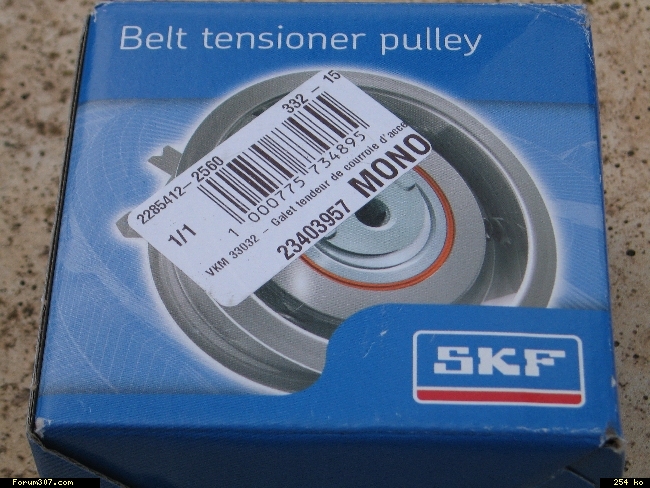 Belt tensioner pulley
332 - 15
2285412- 2560
1 000775 734895
1/1
VKM 33032 - Galet tendeur de courroie d'acce
23403957 MONO
SKF
Forum307.com
254 ko